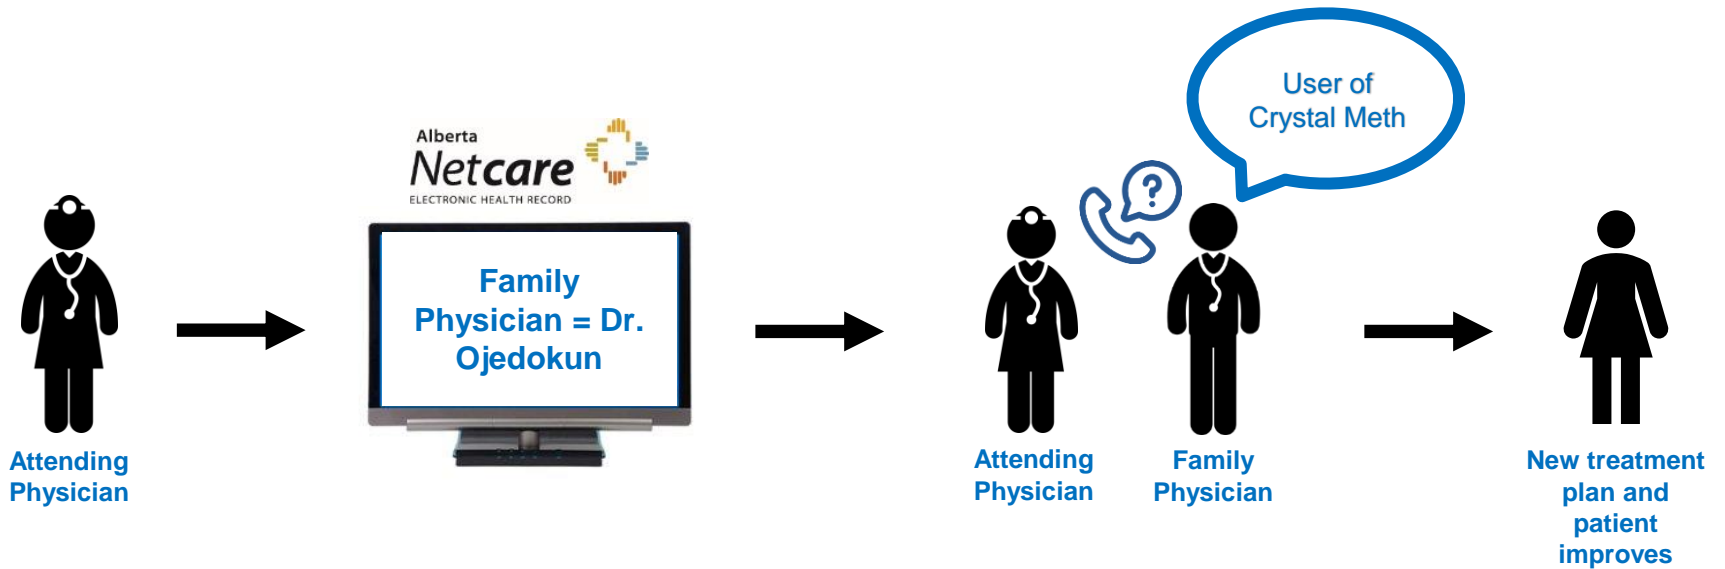 Attending
Physician
Alberta
Netcare
ELECTRONIC HEALTH RECORD
Family
Physician = Dr.
Ojedokun
?
User of
Crystal Meth
Attending
Physician
Family
Physician
New treatment
plan and
patient
improves